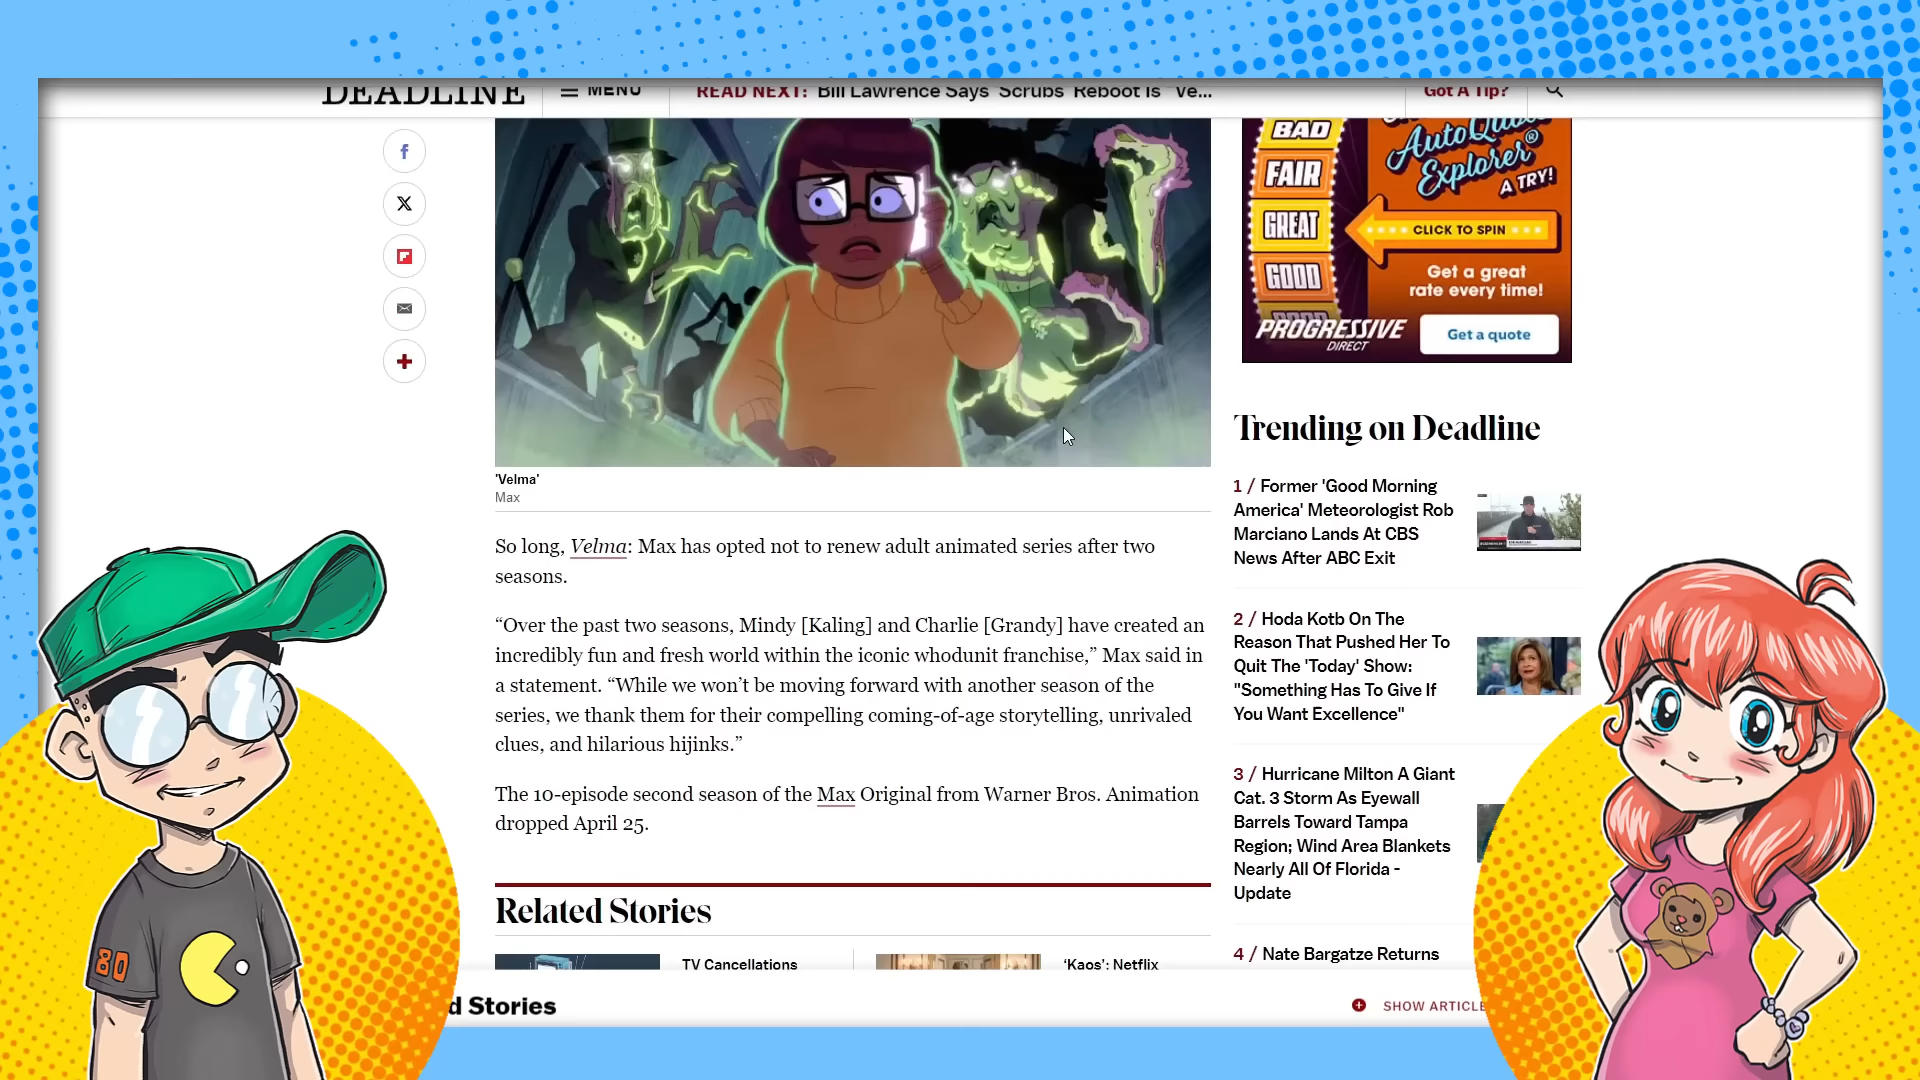 DEADLINE
MENU
READ NEXT: Bill Lawrence Says 'Scrubs' Reboot Is "Ve...
Got A Tip?
BAD
FAIR
GREAT
GOOD
AutoQuote
Explorer®
A TRY!
CLICK TO SPIN
Get a great
rate every time!
PROGRESSIVE
DIRECT
Get a quote
'Velma'
Max
So long, Velma: Max has opted not to renew adult animated series after two
seasons.
“Over the past two seasons, Mindy [Kaling] and Charlie [Grandy] have created an
incredibly fun and fresh world within the iconic whodunit franchise,” Max said in
a statement. “While we won’t be moving forward with another season of the
series, we thank them for their compelling coming-of-age storytelling, unrivaled
clues, and hilarious hijinks.”
The 10-episode second season of the Max Original from Warner Bros. Animation
dropped April 25.
Related Stories
TV Cancellations
‘Kaos’: Netflix
d Stories
SHOW ARTICLE
Trending on Deadline
1 / Former 'Good Morning
America' Meteorologist Rob
Marciano Lands At CBS
News After ABC Exit
2 / Hoda Kotb On The
Reason That Pushed Her To
Quit The 'Today' Show:
"Something Has To Give If
You Want Excellence"
3 / Hurricane Milton A Giant
Cat. 3 Storm As Eyewall
Barrels Toward Tampa
Region; Wind Area Blankets
Nearly All Of Florida -
Update
4 / Nate Bargatze Returns
80